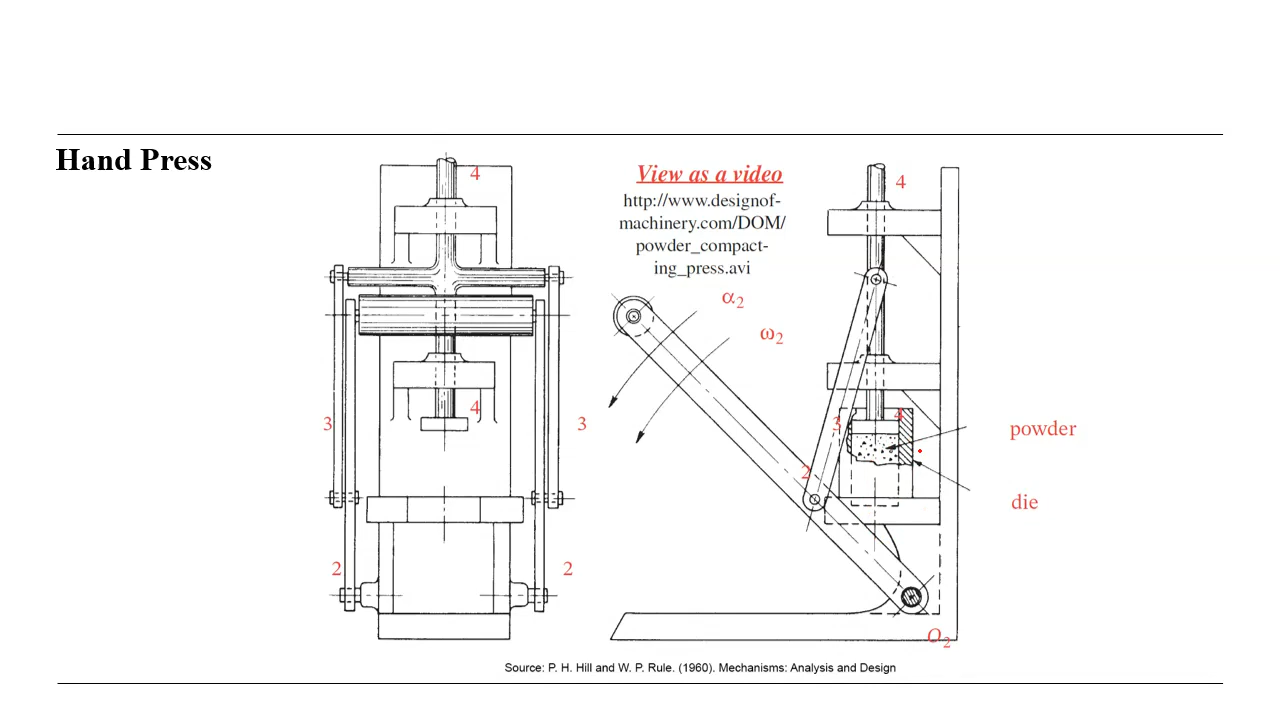 Hand Press
4
View as a video
http://www.designof-
machinery.com/DOM/
powder_compact-
ing_press.avi
4
α2
ω2
4
3
3
3
4
powder
2
die
2
2
O2
Source: P. H. Hill and W. P. Rule. (1960). Mechanisms: Analysis and Design